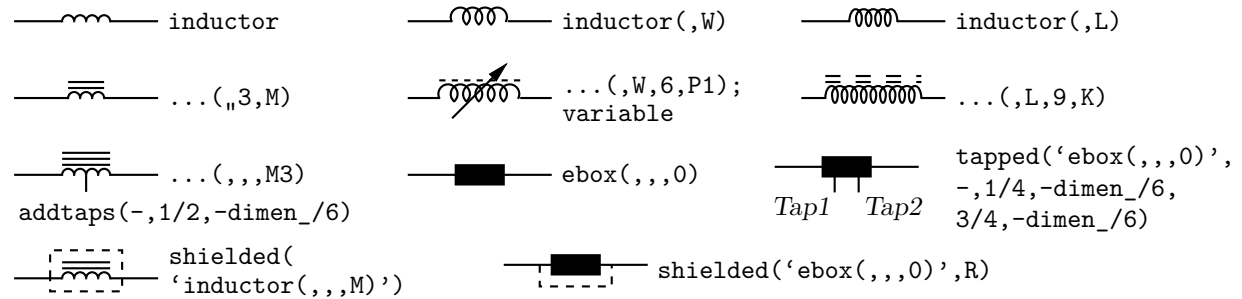 inductor
inductor(,W)
inductor(,L)
...(,,3,M)
...(,W,6,P1);
variable
...(,L,9,K)
...(,,,M3)
addtaps(-,1/2,-dimen_/6)
ebox(,,,0)
Tap1 Tap2
tapped(‘ebox(,,,0)’,
-,1/4,-dimen_/6,
3/4,-dimen_/6)
shielded(
‘inductor(,,,M)’)
shielded(‘ebox(,,,0)’,R)